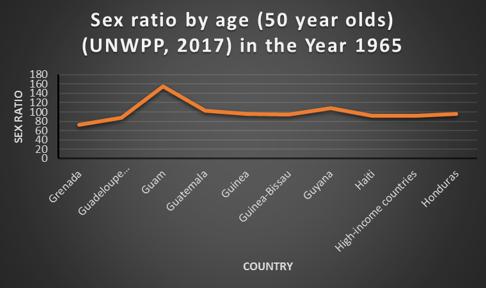 Sex ratio by age (50 year olds)
(UNWPP, 2017) in the Year 1965
SEX RATIO
180
160
140
120
100
80
60
40
20
0
Grenada
Guadeloupe...
Guam
Guatemala
Guinea
Guinea-Bissau
Guyana
Haiti
High-income countries
Honduras
COUNTRY